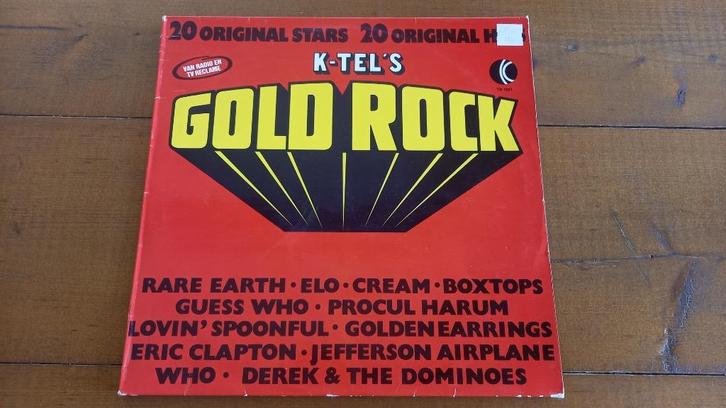 20 ORIGINAL STARS 20 ORIGINAL
K-TEL'S
VAN RADIO EN
TV RECLAME
GOLD ROCK
RARE EARTH • ELO • CREAM • BOXTOPS
GUESS WHO • PROCUL HARUM
LOVIN' SPOONFUL • GOLDEN EARRINGS
ERIC CLAPTON • JEFFERSON AIRPLANE
WHO • DEREK & THE DOMINOES